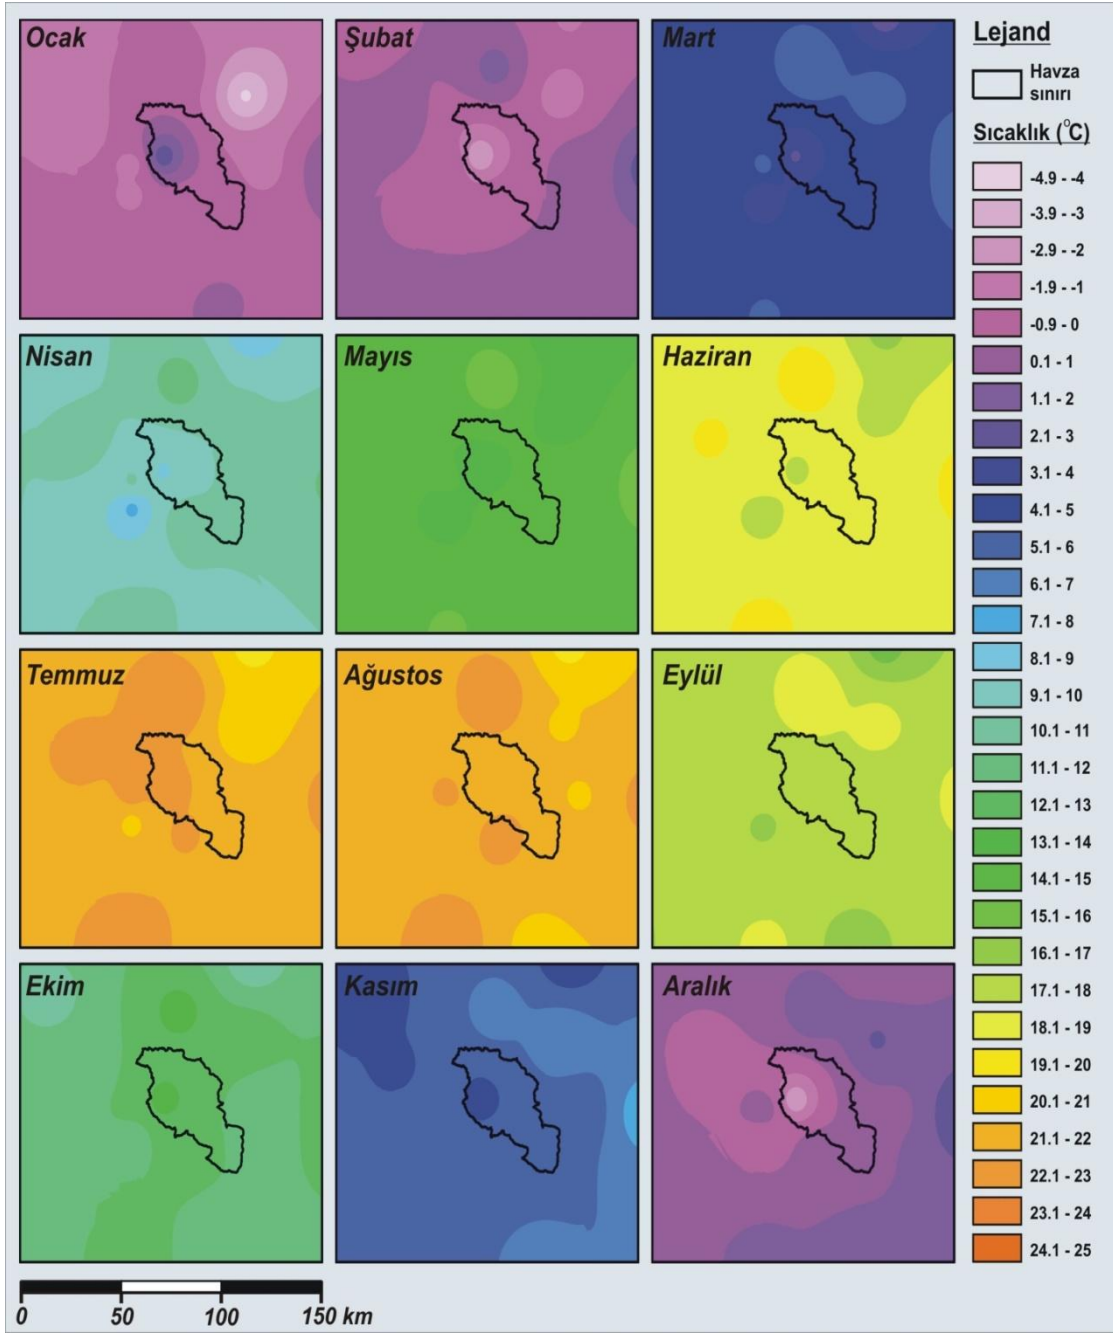 Ocak
Şubat
Mart
Nisan
Mayıs
Haziran
Temmuz
Ağustos
Eylül
Ekim
Kasım
Aralık
Lejand
Havza
sınırı
Sıcaklık (°C)
-4.9 - -4
-3.9 - -3
-2.9 - -2
-1.9 - -1
-0.9 - 0
0.1 - 1
1.1 - 2
2.1 - 3
3.1 - 4
4.1 - 5
5.1 - 6
6.1 - 7
7.1 - 8
8.1 - 9
9.1 - 10
10.1 - 11
11.1 - 12
12.1 - 13
13.1 - 14
14.1 - 15
15.1 - 16
16.1 - 17
17.1 - 18
18.1 - 19
19.1 - 20
20.1 - 21
21.1 - 22
22.1 - 23
23.1 - 24
24.1 - 25
0 50 100 150 km